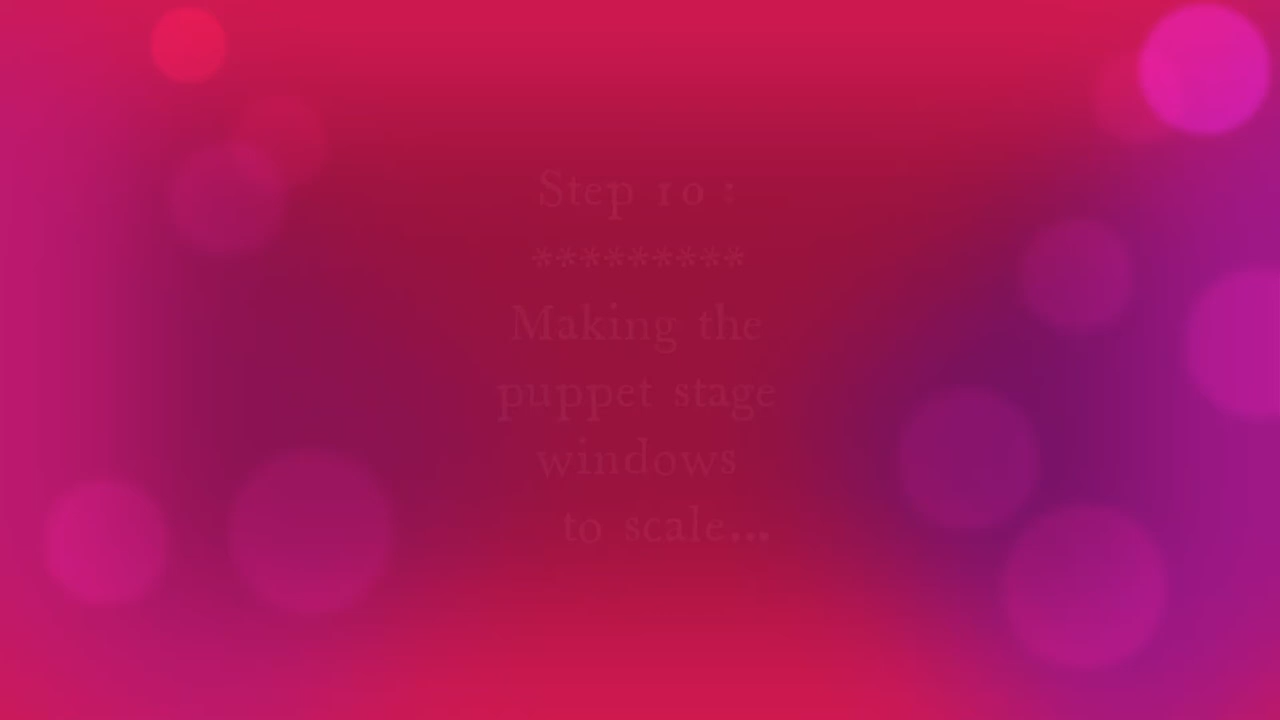 Step 10 :
*********
Making the
puppet stage
windows
to scale...